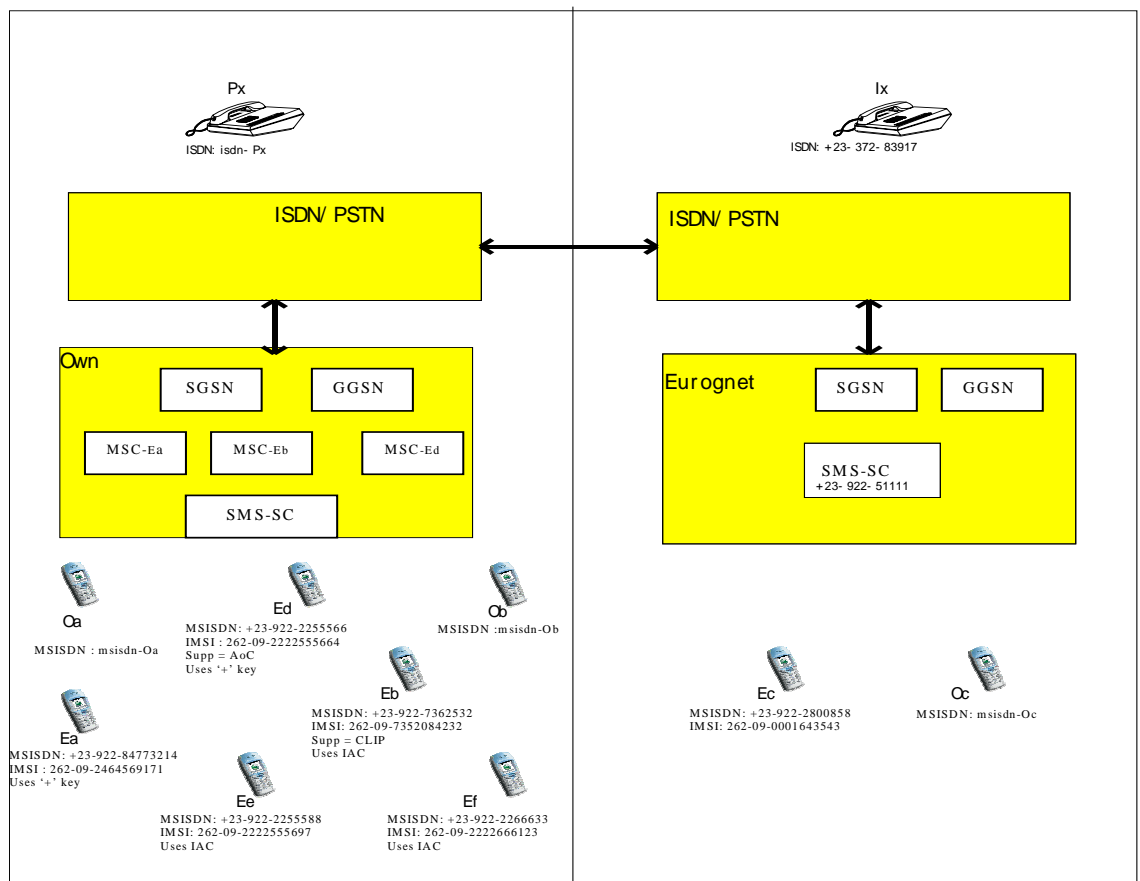 Px
ISDN: isdn- Px
Ix
ISDN: +23- 372- 83917
ISDN/ PSTN
ISDN/ PSTN
Own
SGSN
GGSN
MSC-Ea
MSC-Eb
MSC-Ed
SMS-SC
Eurognet
SGSN
GGSN
SMS-SC
+23- 922- 51111
Oa
MSISDN : msisdn-Oa
Ed
MSISDN: +23-922-2255566
IMSI : 262-09-2222555664
Supp = AoC
Uses ‘+’ key
Ob
MSISDN :msisdn-Ob
Ea
MSISDN: +23-922-84773214
IMSI : 262-09-2464569171
Uses ‘+’ key
Eb
MSISDN: +23-922-7362532
IMSI: 262-09-7352084232
Supp = CLIP
Uses IAC
Ee
MSISDN: +23-922-2255588
IMSI: 262-09-2222555697
Uses IAC
Ef
MSISDN: +23-922-2266633
IMSI: 262-09-2222666123
Uses IAC
Ec
MSISDN: +23-922-2800858
IMSI: 262-09-0001643543
Oc
MSISDN: msisdn-Oc